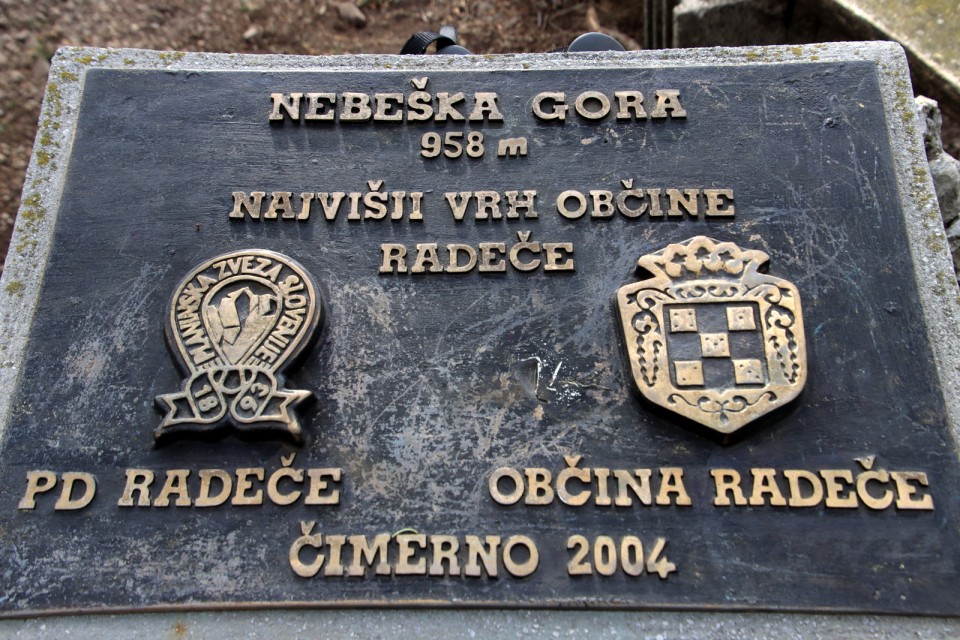 NEBEŠKA GORA
958 m
NAJVIŠJI VRH OBČINE
RADEČE
PLANINSKA ZVEZA SLOVENIJE
1893
PD RADEČE
OBČINA RADEČE
ČIMERNO 2004